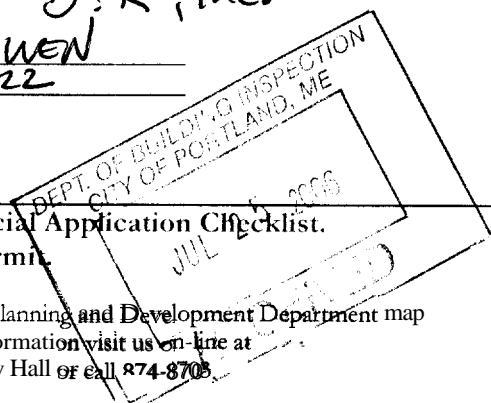 WEN
22
DEPT. OF BUILDING INSPECTION
CITY OF PORTLAND, ME
JUL 25
cial Application Checklist.
rmit.
lanning and Development Department map
ormation visit us on-line at
y Hall or call 874-8703